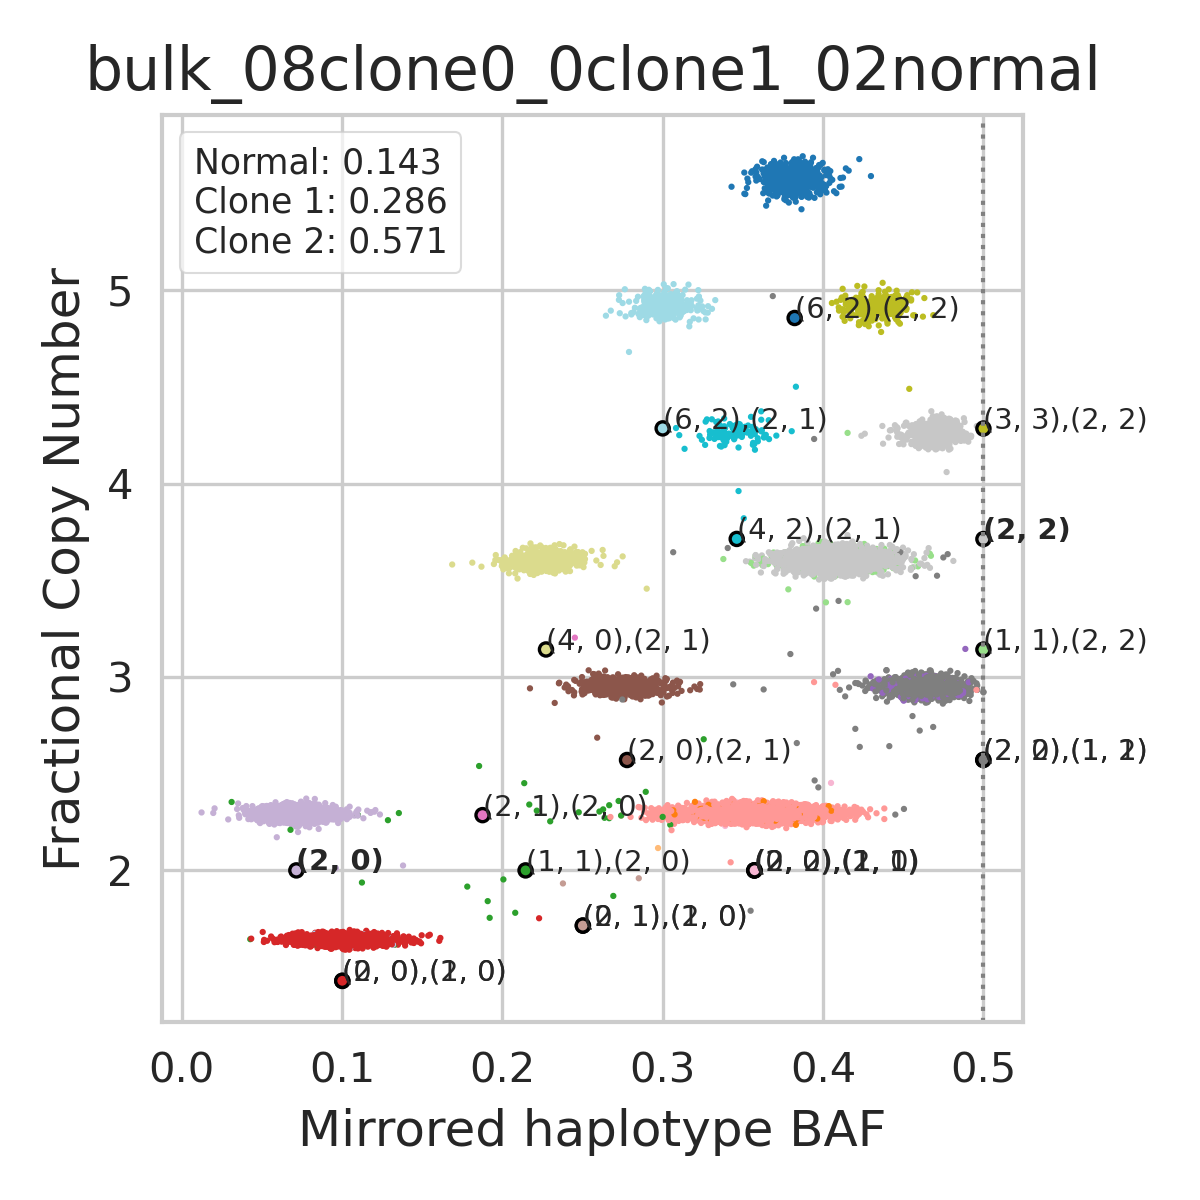 bulk_08clone0_0clone1_02normal
Normal: 0.143
Clone 1: 0.286
Clone 2: 0.571
Fractional Copy Number
5
4
3
2
(6, 2),(2, 2)
(6, 2),(2, 1)
(3, 3),(2, 2)
(4, 2),(2, 1)
(2, 2)
(4, 0),(2, 1)
(1, 1),(2, 2)
(2, 0),(2, 1)
(2, 1),(2, 0)
(2, 0)
(1, 1),(2, 0)
0.0
0.1
0.2
0.3
0.4
0.5
Mirrored haplotype BAF